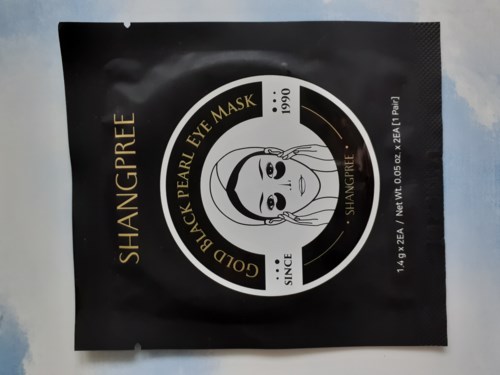 SHANGPREE
GOLD BLACK PEARL EYE MASK
SINCE 1990
SHANGPREE
1.4 g x 2EA / Net Wt. 0.05 oz. x 2EA [1 Pair]